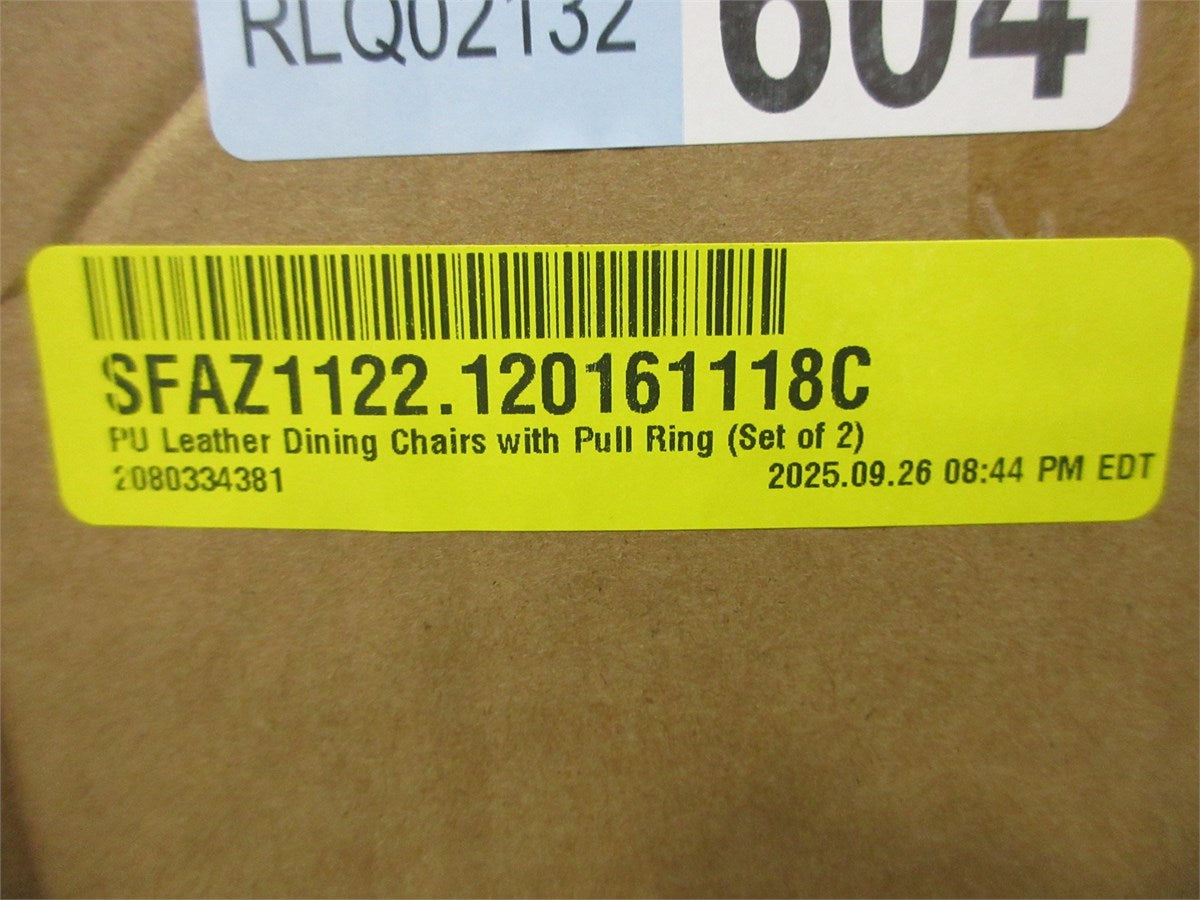 RLQ02132
604
SFAZ1122.120161118C
PU Leather Dining Chairs with Pull Ring (Set of 2)
2080334381
2025.09.26 08:44 PM EDT